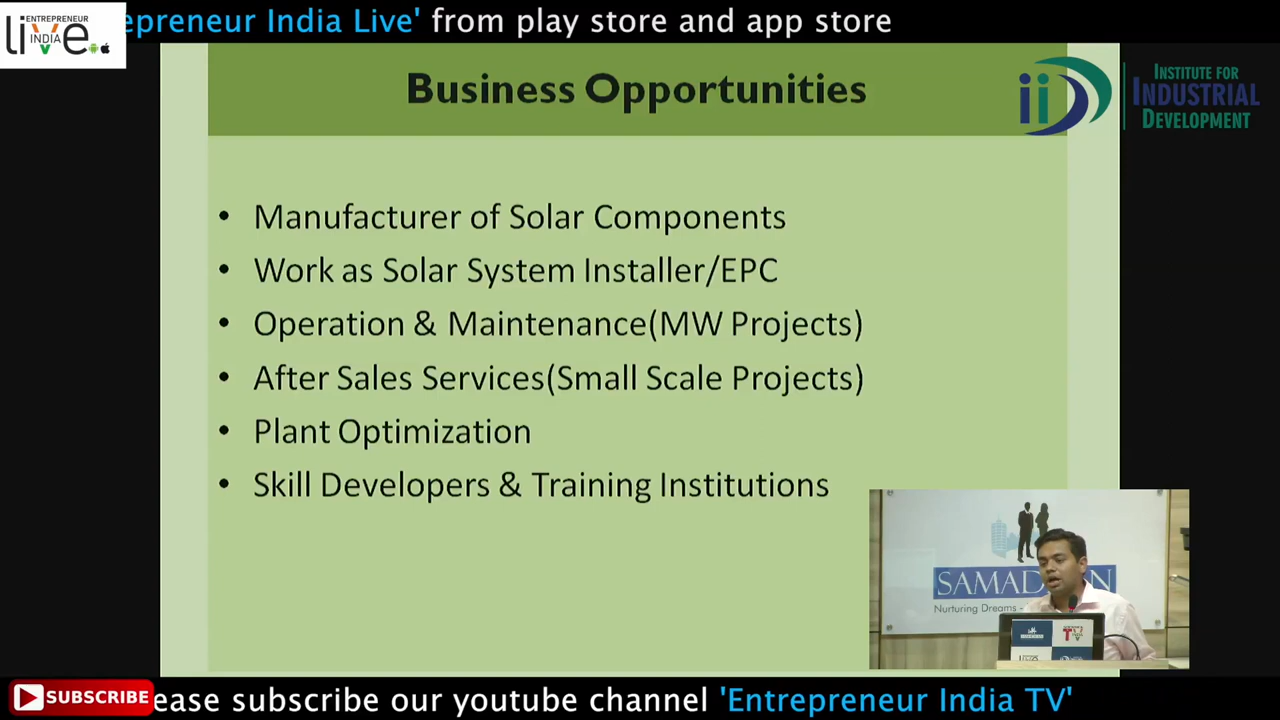 epreneur India Live' from play store and app store
ENTREPRENEUR
INDIA
live
Business Opportunities
iiD
INSTITUTE FOR
INDUSTRIAL
DEVELOPMENT
• Manufacturer of Solar Components
• Work as Solar System Installer/EPC
• Operation & Maintenance(MW Projects)
• After Sales Services(Small Scale Projects)
• Plant Optimization
• Skill Developers & Training Institutions
Nurturing Dreams -
SUBSCRIBE
ease subscribe our youtube channel 'Entrepreneur India TV'